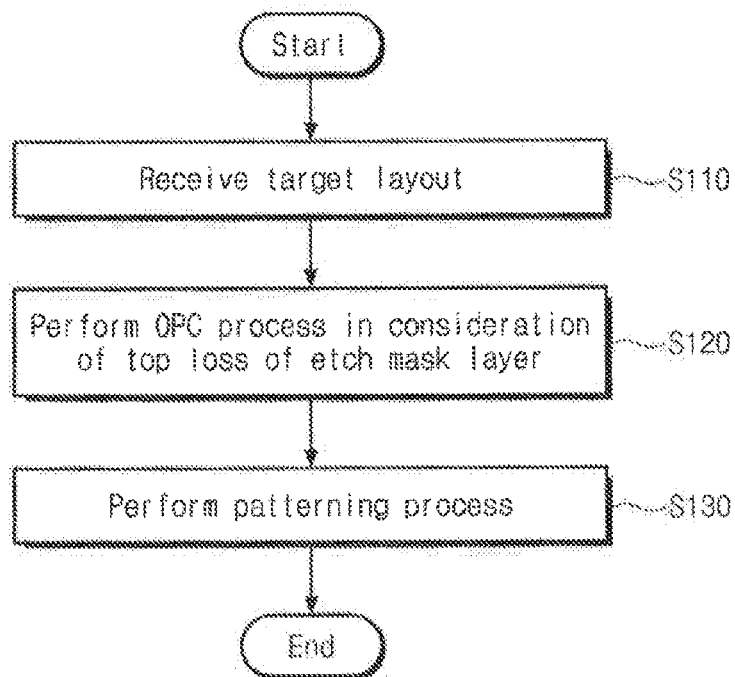 Start
Receive target layout
S110
Perform OPC process in consideration
of top loss of etch mask layer
S120
Perform patterning process
S130
End